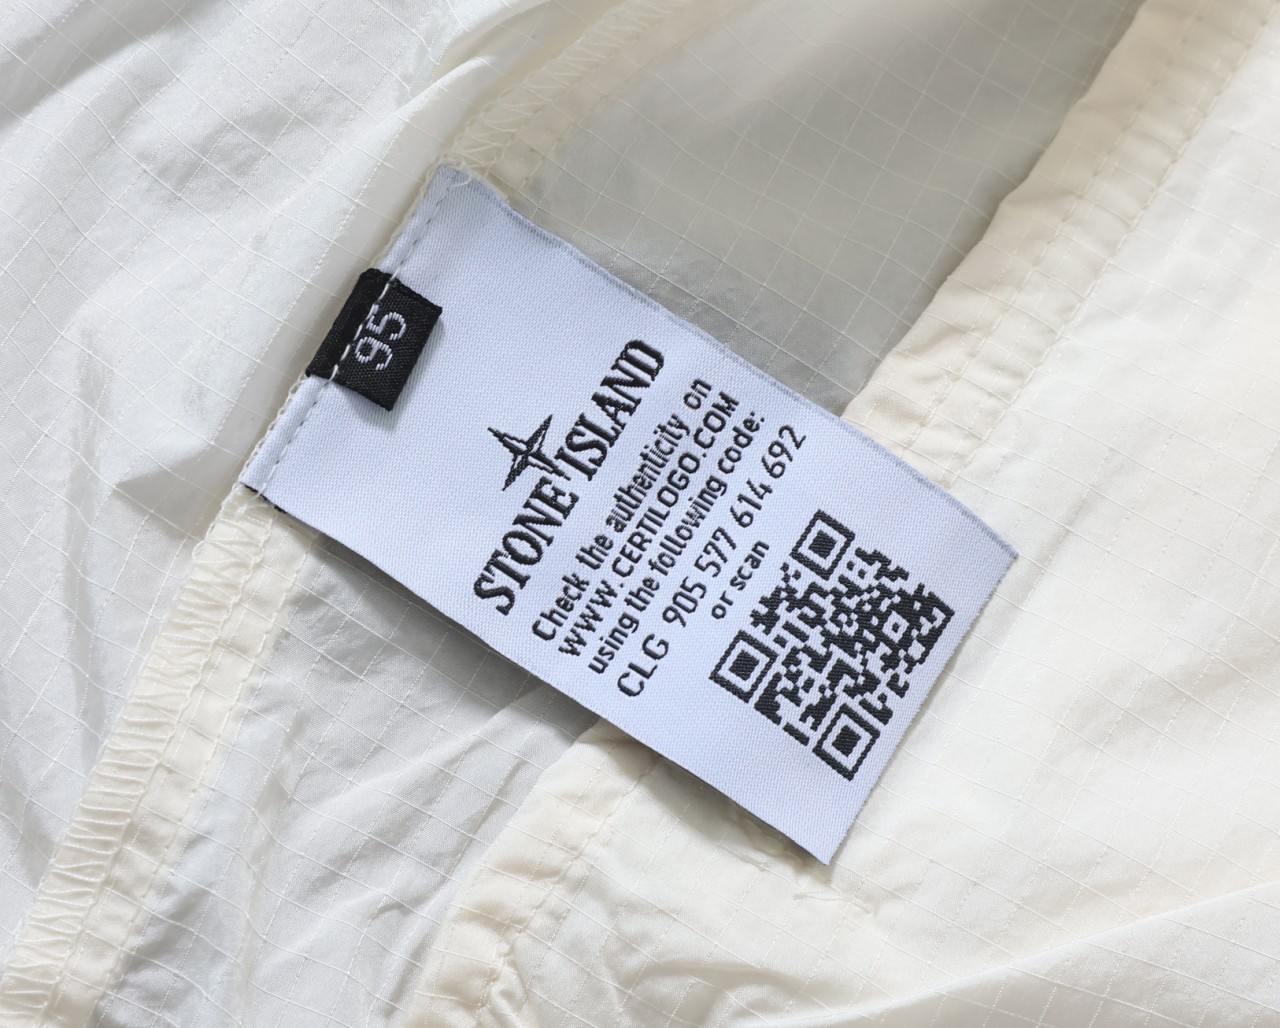 95
STONE ISLAND
Check the authenticity on
WWW.CERTILOGO.COM
using the following code:
CLG 905 577 614 692
or scan